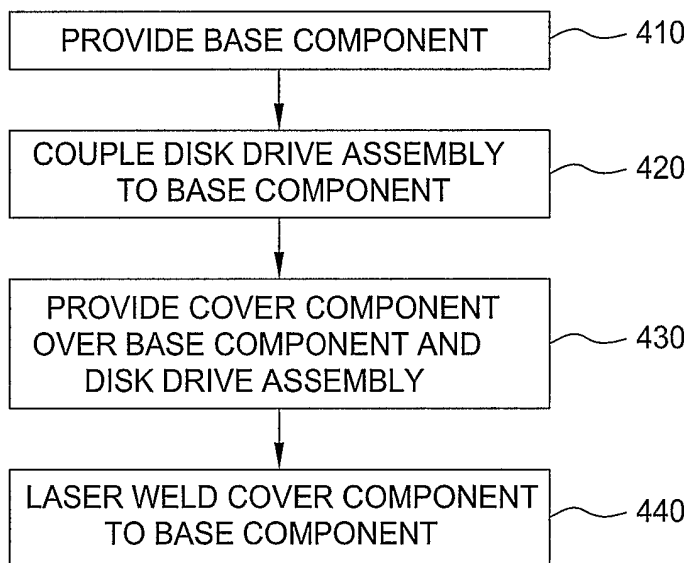 PROVIDE BASE COMPONENT
410
COUPLE DISK DRIVE ASSEMBLY
TO BASE COMPONENT
420
PROVIDE COVER COMPONENT
OVER BASE COMPONENT AND
DISK DRIVE ASSEMBLY
430
LASER WELD COVER COMPONENT
TO BASE COMPONENT
440